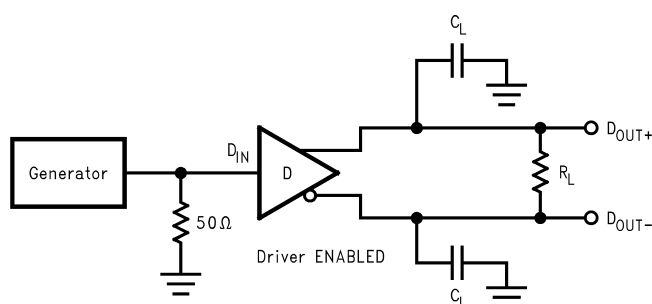 C_L
D_OUT+
Generator
D_IN
D
R_L
50Ω
D_OUT−
Driver ENABLED
C_L